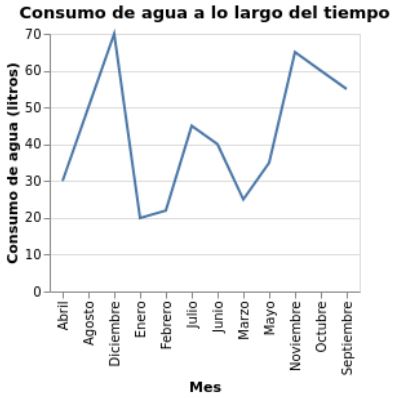 Consumo de agua a lo largo del tiempo
Consumo de agua (litros)
70
60
50
40
30
20
10
0
Abril
Agosto
Diciembre
Enero
Febrero
Julio
Junio
Marzo
Mayo
Noviembre
Octubre
Septiembre
Mes